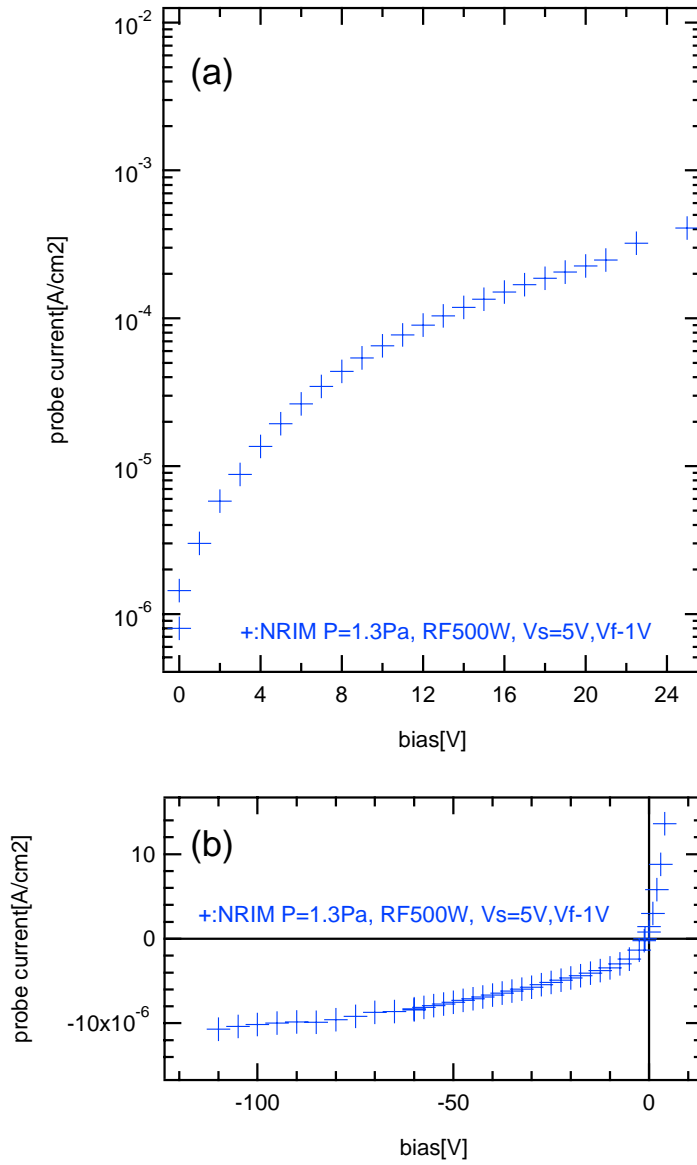 (a)
10-2
10-3
10-4
10-5
10-6
probe current[A/cm2]
+:NRIM P=1.3Pa, RF500W, Vs=5V,Vf-1V
0 4 8 12 16 20 24
bias[V]
(b)
10
0
-10x10-6
probe current[A/cm2]
+:NRIM P=1.3Pa, RF500W, Vs=5V,Vf-1V
-100 -50 0
bias[V]